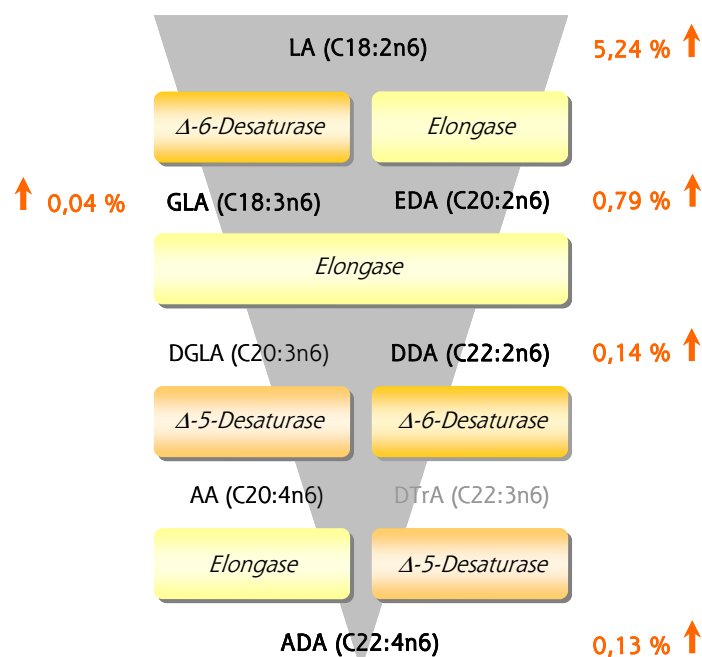 LA (C18:2n6) 5,24 %
Δ-6-Desaturase Elongase
0,04 % GLA (C18:3n6) EDA (C20:2n6) 0,79 %
Elongase
DGLA (C20:3n6) DDA (C22:2n6) 0,14 %
Δ-5-Desaturase Δ-6-Desaturase
AA (C20:4n6) DTrA (C22:3n6)
Elongase Δ-5-Desaturase
ADA (C22:4n6) 0,13 %